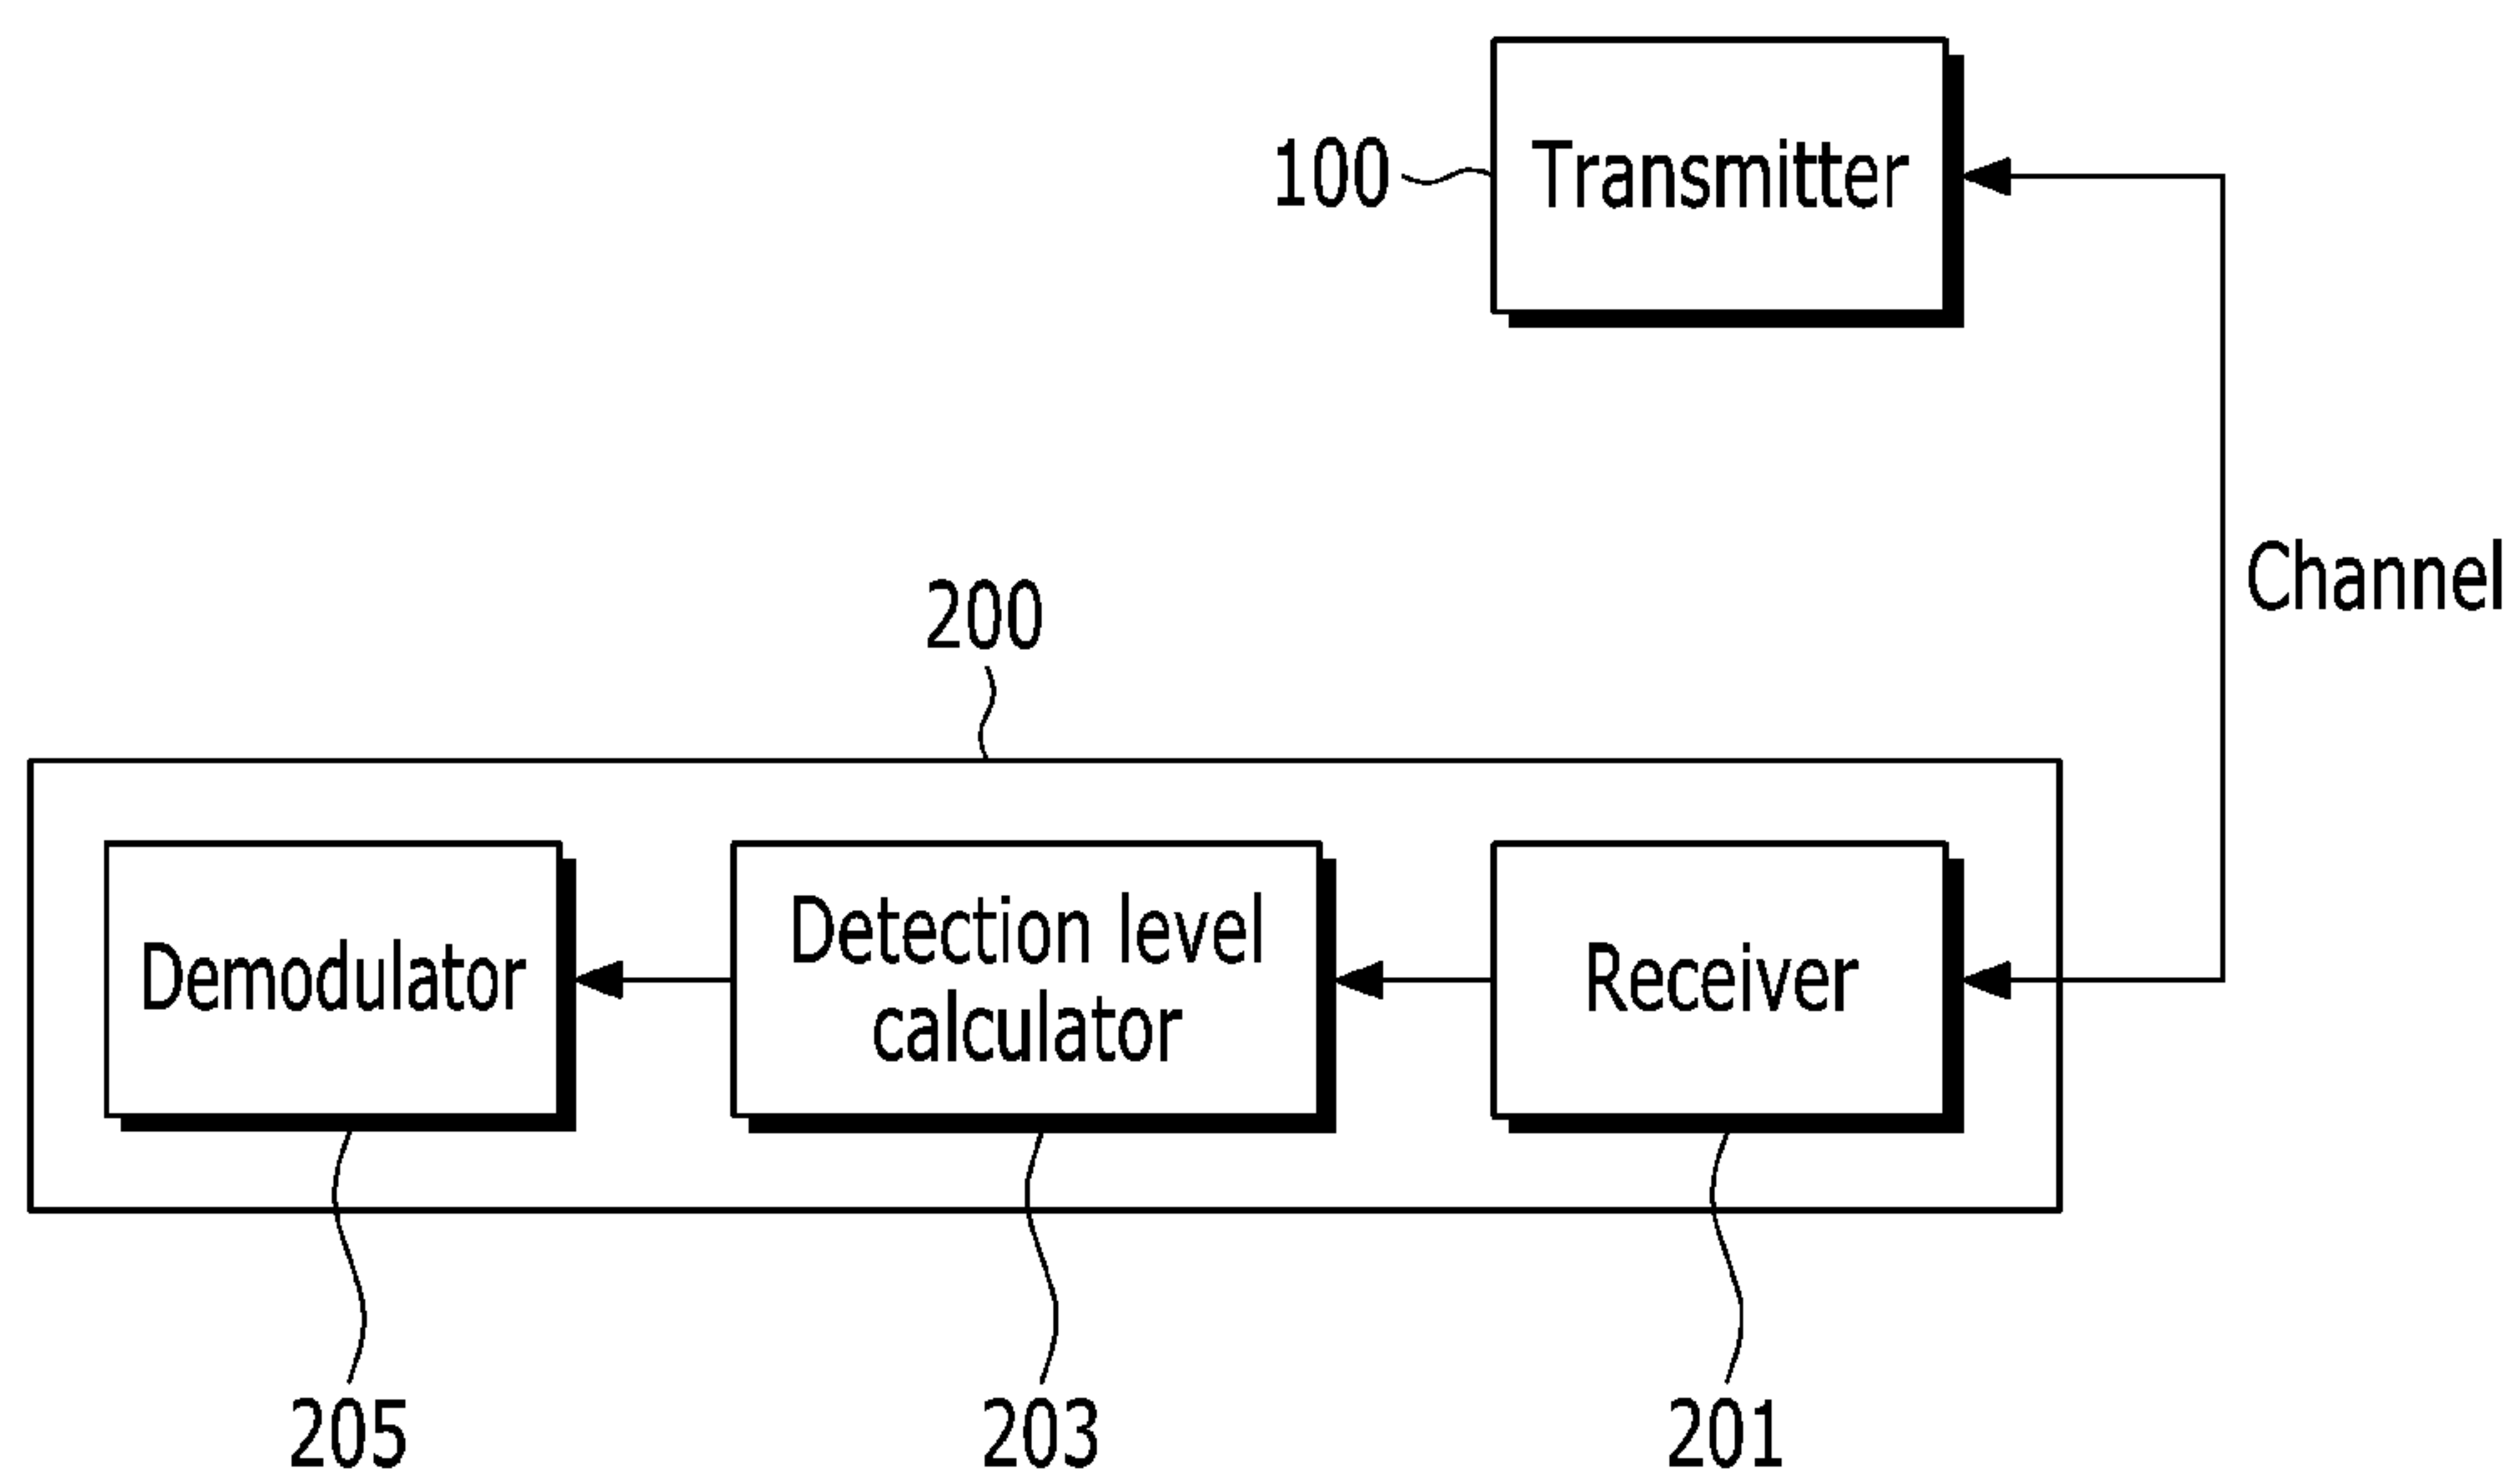 100
Transmitter
Channel
200
Demodulator
Detection level
calculator
Receiver
205
203
201